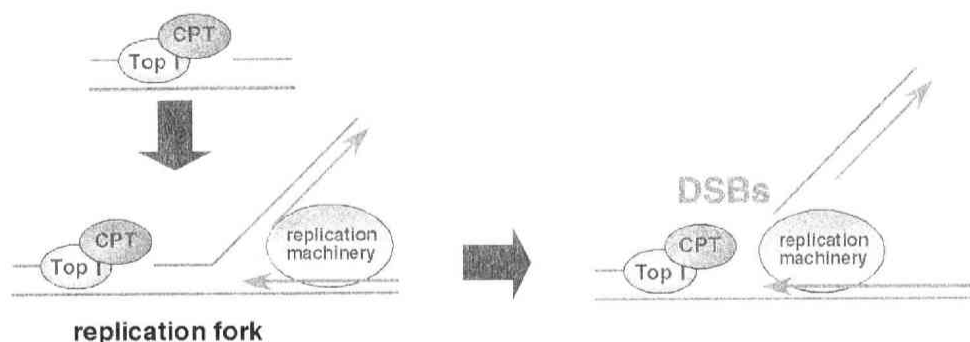 CPT
Top I
CPT
Top I
replication
machinery
replication fork
DSBs
CPT
Top I
replication
machinery